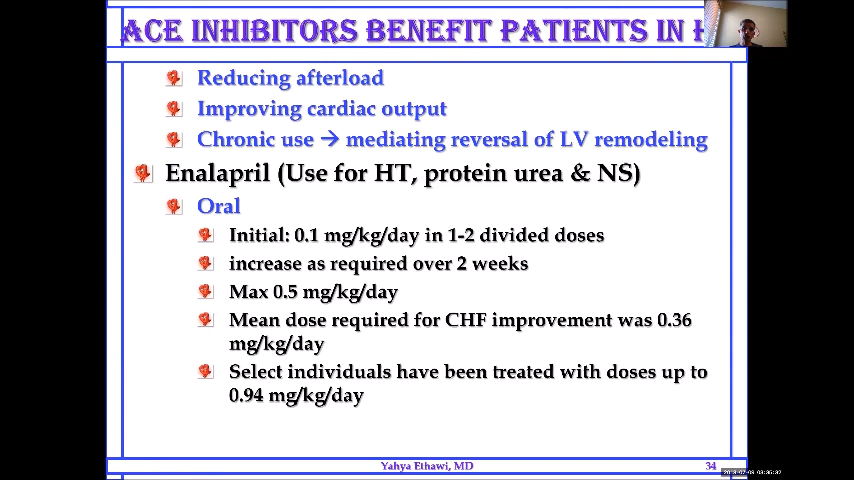 ACE INHIBITORS BENEFIT PATIENTS IN
Reducing afterload
Improving cardiac output
Chronic use → mediating reversal of LV remodeling
Enalapril (Use for HT, protein urea & NS)
Oral
Initial: 0.1 mg/kg/day in 1-2 divided doses
increase as required over 2 weeks
Max 0.5 mg/kg/day
Mean dose required for CHF improvement was 0.36
mg/kg/day
Select individuals have been treated with doses up to
0.94 mg/kg/day
Yahya Ethawi, MD
34